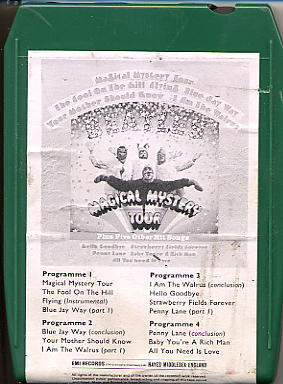 Magical Mystery Tour
The Fool On The Hill Flying Blue Jay Way
Your Mother Should Know I Am The Walrus
BEATLES
MAGICAL MYSTERY
TOUR
Plus Five Other Hit Songs
Hello Goodbye Strawberry Fields Forever
Penny Lane Baby You're A Rich Man
All You Need Is Love
Programme 1
Magical Mystery Tour
The Fool On The Hill
Flying (Instrumental)
Blue Jay Way (part 1)
Programme 2
Blue Jay Way (conclusion)
Your Mother Should Know
I Am The Walrus (part 1)
Programme 3
I Am The Walrus (conclusion)
Hello Goodbye
Strawberry Fields Forever
Penny Lane (part 1)
Programme 4
Penny Lane (conclusion)
Baby You're A Rich Man
All You Need Is Love
EMI RECORDS HAYES MIDDLESEX ENGLAND